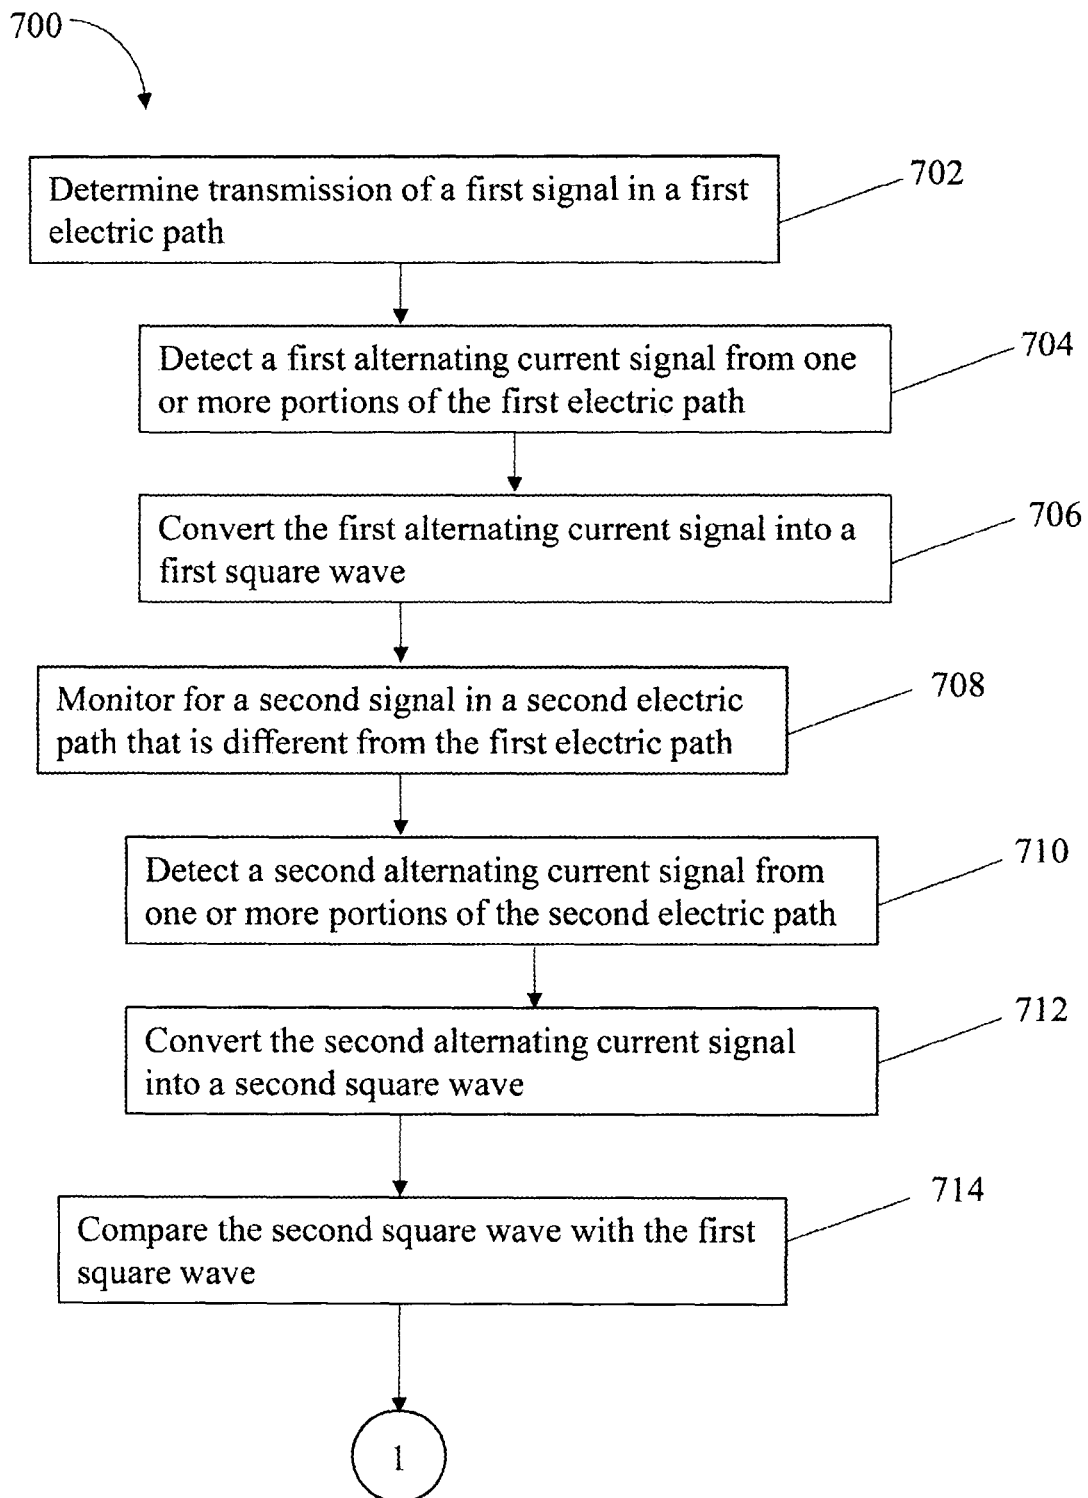 700
Determine transmission of a first signal in a first
electric path
702
Detect a first alternating current signal from one
or more portions of the first electric path
704
Convert the first alternating current signal into a
first square wave
706
Monitor for a second signal in a second electric
path that is different from the first electric path
708
Detect a second alternating current signal from
one or more portions of the second electric path
710
Convert the second alternating current signal
into a second square wave
712
Compare the second square wave with the first
square wave
714
1